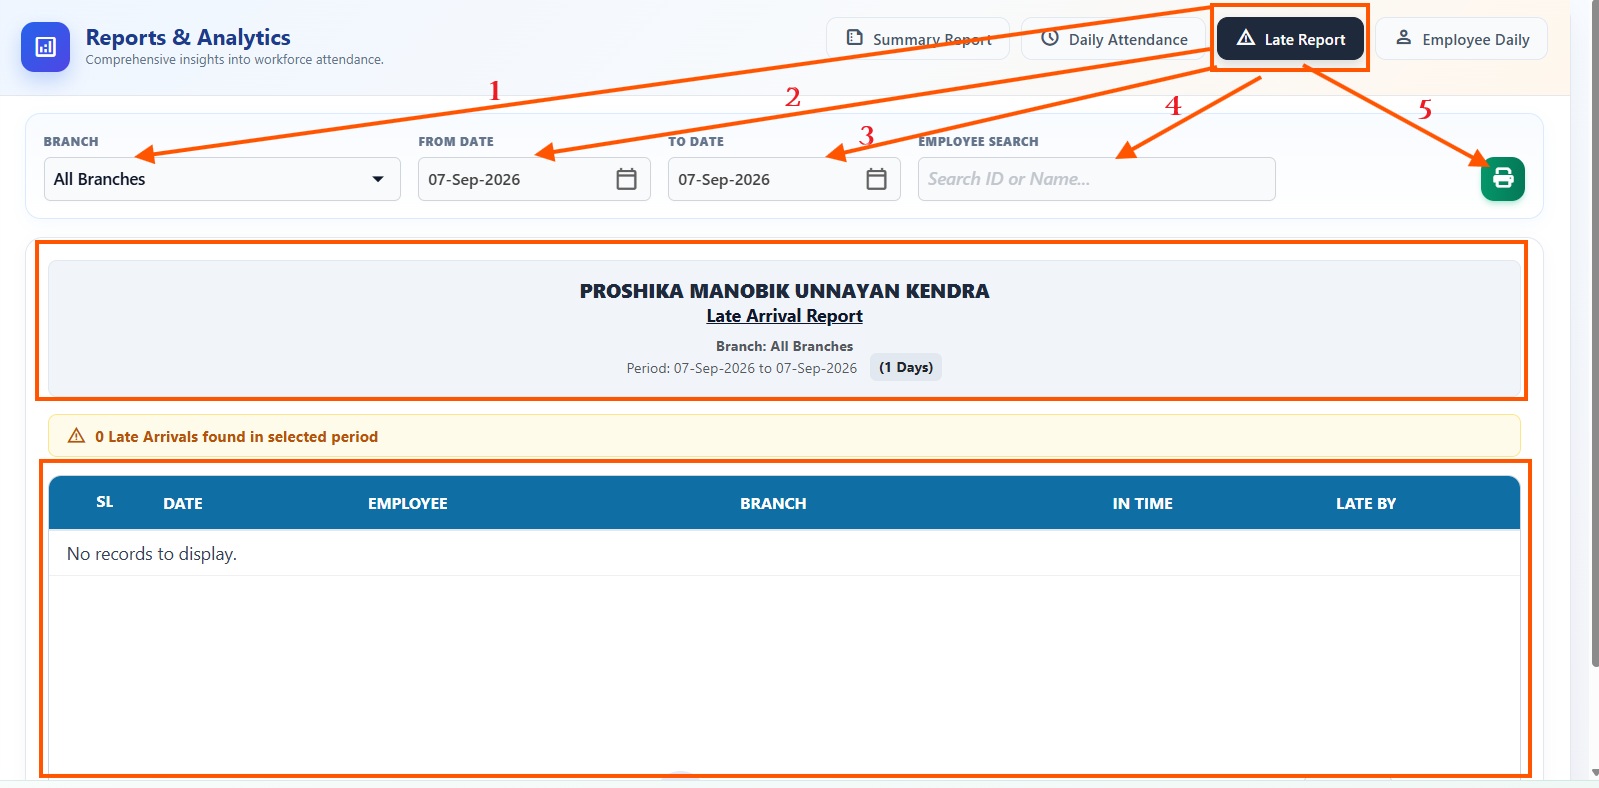 Reports & Analytics
Comprehensive insights into workforce attendance.
Summary Report
Daily Attendance
Late Report
Employee Daily
1
2
3
4
5
BRANCH
FROM DATE
TO DATE
EMPLOYEE SEARCH
All Branches
07-Sep-2026
07-Sep-2026
Search ID or Name...
PROSHIKA MANOBIK UNNAYAN KENDRA
Late Arrival Report
Branch: All Branches
Period: 07-Sep-2026 to 07-Sep-2026 (1 Days)
0 Late Arrivals found in selected period
SL DATE EMPLOYEE BRANCH IN TIME LATE BY
No records to display.